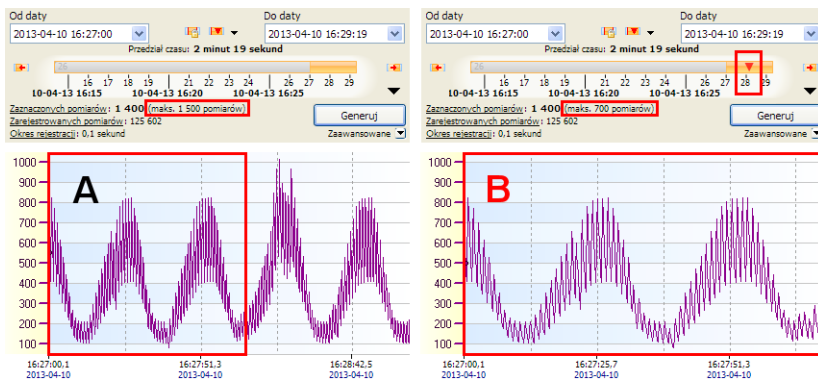 Od daty
Do daty
2013-04-10 16:27:00
2013-04-10 16:29:19
Przedział czasu: 2 minut 19 sekund
26
16 17 18 19 21 22 23 24 26 27 28 29
10-04-13 16:15 10-04-13 16:20 10-04-13 16:25
Zaznaczonych pomiarów: 1 400 (maks. 1 500 pomiarów)
Zarejestrowanych pomiarów: 125 602
Generuj
Okres rejestracji: 0,1 sekund
Zaawansowane
1000
900
800
700
600
500
400
300
200
100
A
16:27:00,1 16:27:51,3 16:28:42,5
2013-04-10 2013-04-10 2013-04-10
Od daty
Do daty
2013-04-10 16:27:00
2013-04-10 16:29:19
Przedział czasu: 2 minut 19 sekund
26
16 17 18 19 21 22 23 24 26 27 28 29
10-04-13 16:15 10-04-13 16:20 10-04-13 16:25
Zaznaczonych pomiarów: 1 400 (maks. 700 pomiarów)
Zarejestrowanych pomiarów: 125 602
Generuj
Okres rejestracji: 0,1 sekund
Zaawansowane
1000
900
800
700
600
500
400
300
200
100
B
16:27:00,1 16:27:25,7 16:27:51,3
2013-04-10 2013-04-10 2013-04-10